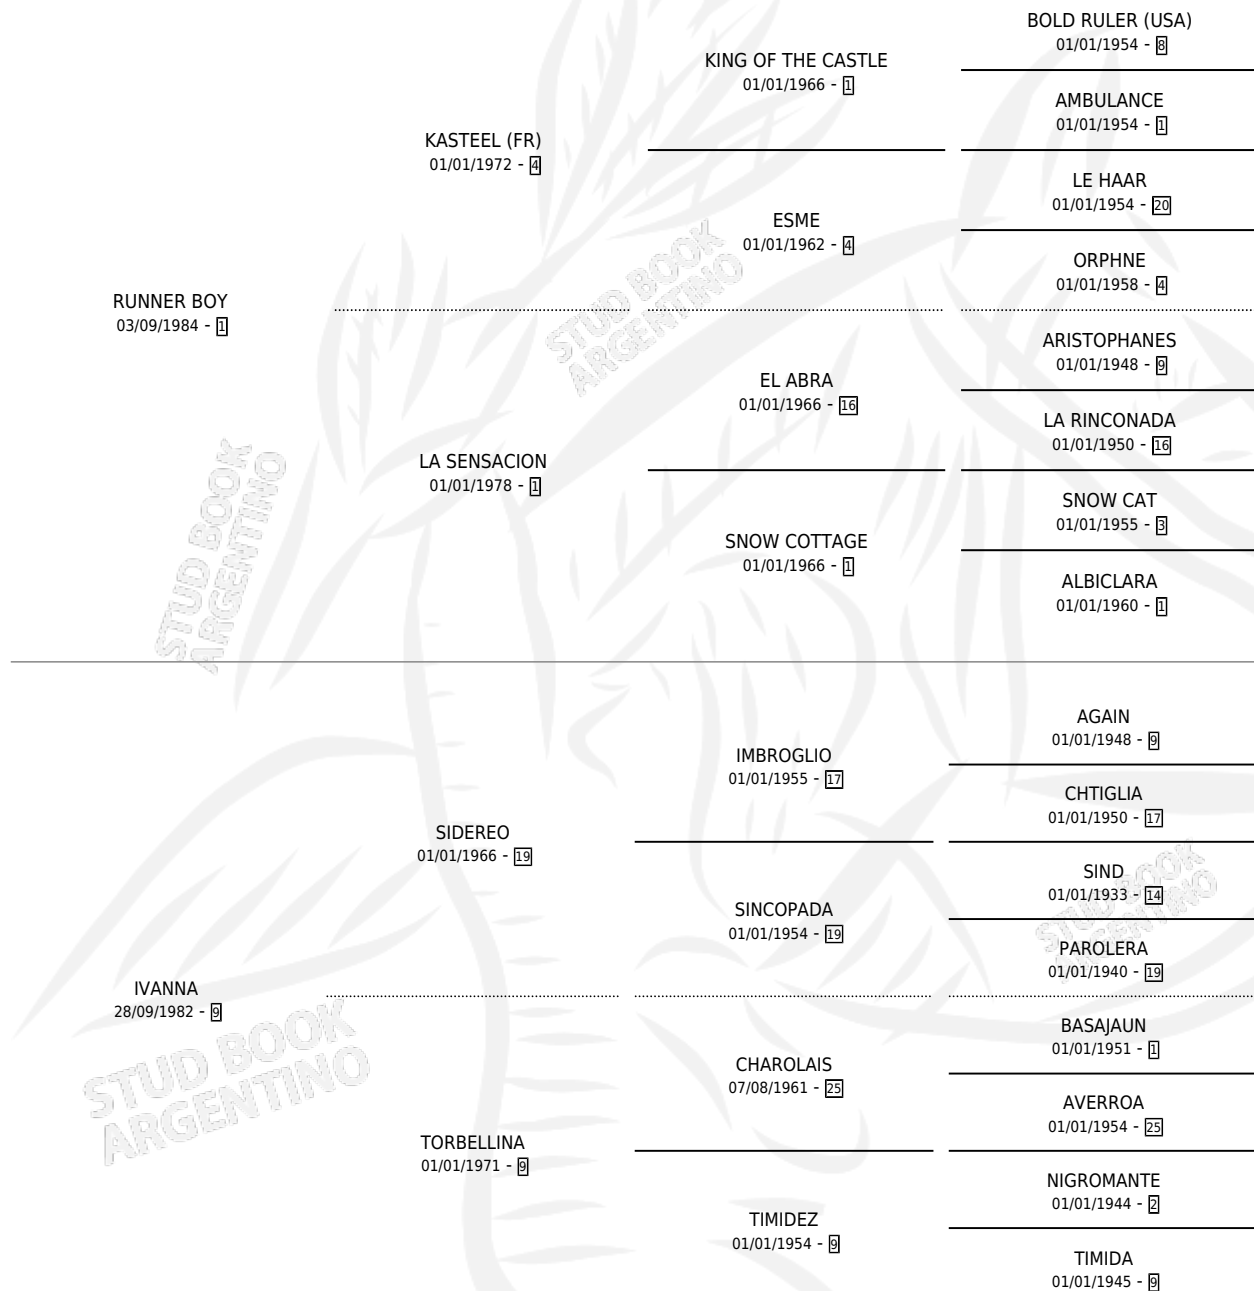 BOLD RULER (USA)
01/01/1954 - 8
KING OF THE CASTLE
01/01/1966 - 1
AMBULANCE
01/01/1954 - 1
KASTEEL (FR)
01/01/1972 - 4
LE HAAR
01/01/1954 - 20
ESME
01/01/1962 - 4
ORPHNE
01/01/1958 - 4
RUNNER BOY
03/09/1984 - 1
ARISTOPHANES
01/01/1948 - 9
EL ABRA
01/01/1966 - 16
LA RINCONADA
01/01/1950 - 16
LA SENSACION
01/01/1978 - 1
SNOW CAT
01/01/1955 - 3
SNOW COTTAGE
01/01/1966 - 1
ALBICLARA
01/01/1960 - 1
STUD BOOK
ARGENTINO
STUD BOOK
ARGENTINO
AGAIN
01/01/1948 - 9
IMBROGLIO
01/01/1955 - 17
CHTIGLIA
01/01/1950 - 17
SIDEREO
01/01/1966 - 19
SIND
01/01/1933 - 14
SINCOPADA
01/01/1954 - 19
PAROLERA
01/01/1940 - 19
IVANNA
28/09/1982 - 9
BASAJAUN
01/01/1951 - 1
CHAROLAIS
07/08/1961 - 25
AVERROA
01/01/1954 - 25
TORBELLINA
01/01/1971 - 9
NIGROMANTE
01/01/1944 - 2
TIMIDEZ
01/01/1954 - 9
TIMIDA
01/01/1945 - 9
STUD BOOK
ARGENTINO
STUD BOOK
ARGENTINO